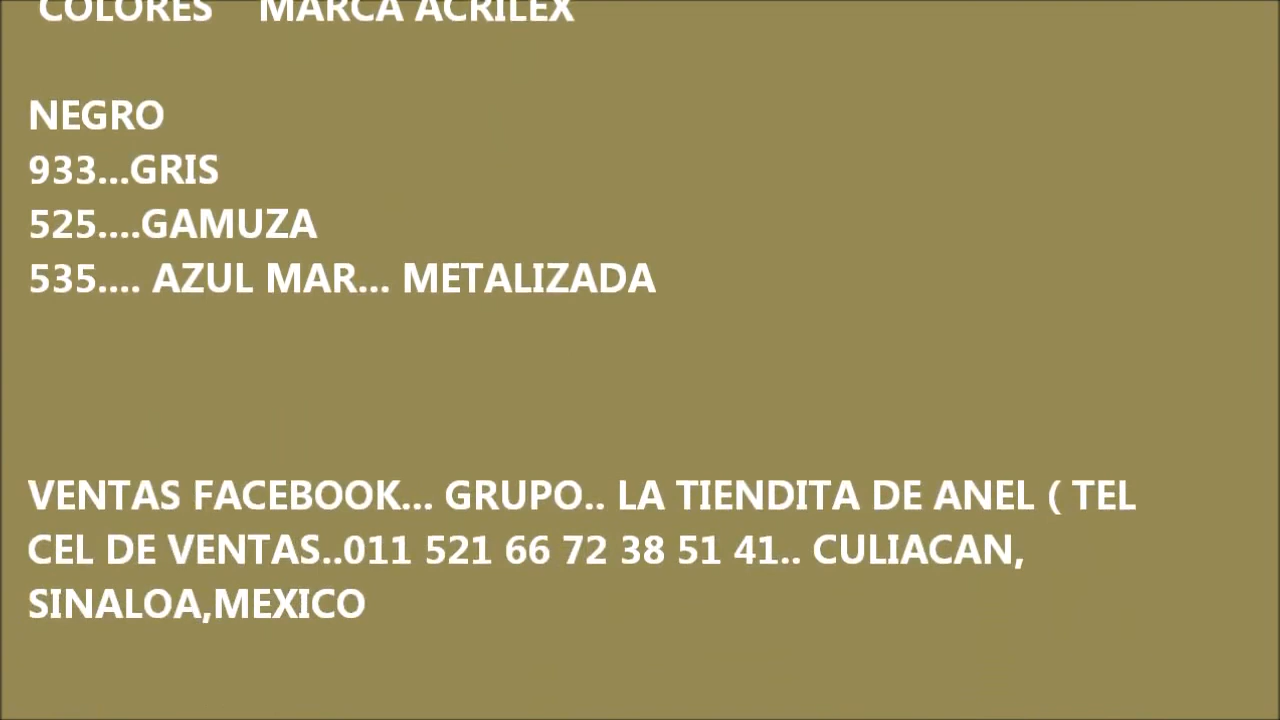 COLORES MARCA ACRILEX
NEGRO
933...GRIS
525....GAMUZA
535.... AZUL MAR... METALIZADA
VENTAS FACEBOOK... GRUPO.. LA TIENDITA DE ANEL ( TEL
CEL DE VENTAS..011 521 66 72 38 51 41.. CULIACAN,
SINALOA,MEXICO